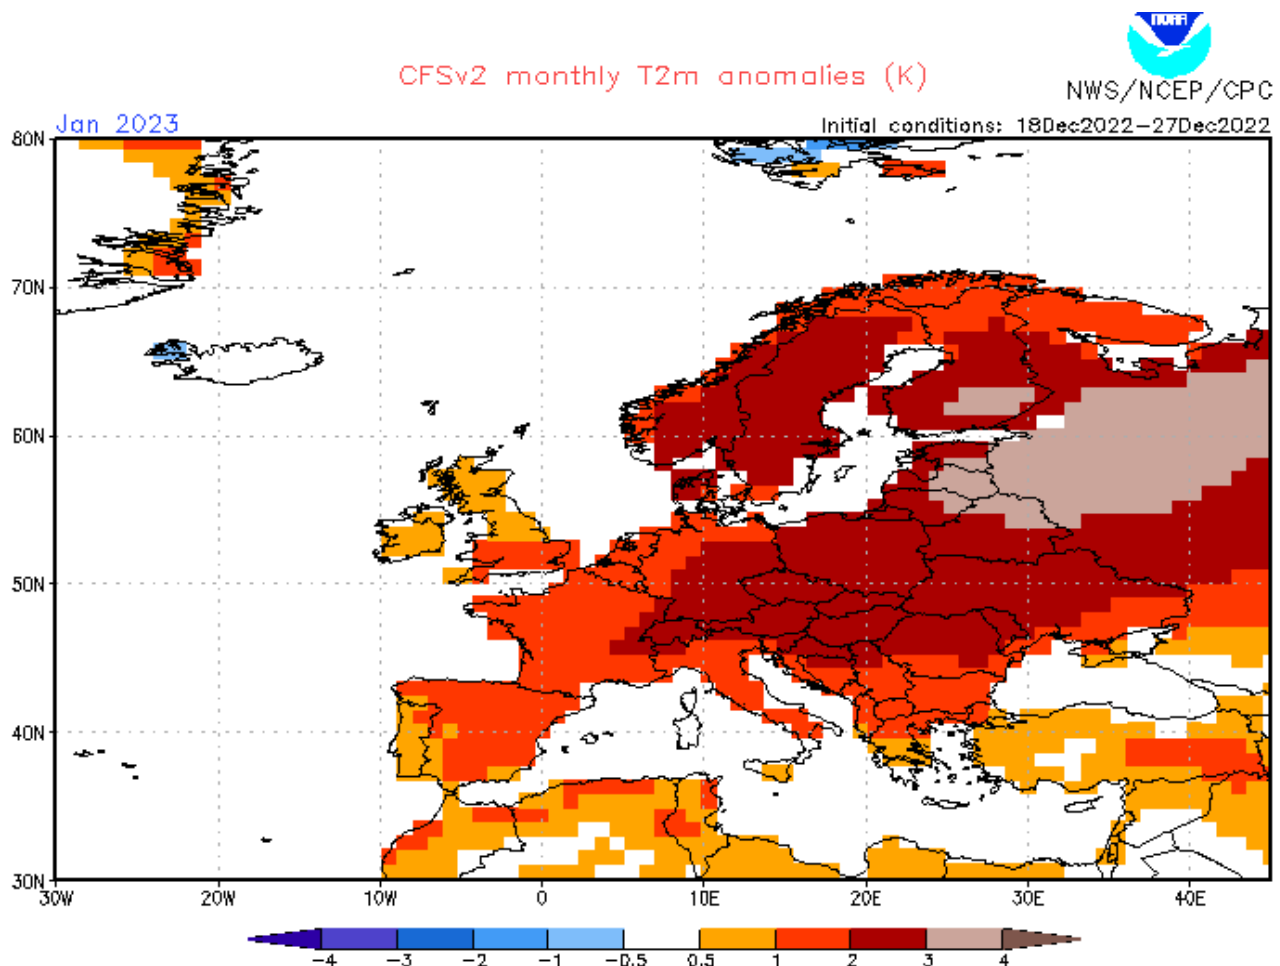 NOAA
CFSv2 monthly T2m anomalies (K)
NWS/NCEP/CPC
Jan 2023
Initial conditions: 18Dec2022-27Dec2022
80N
70N
60N
50N
40N
30N
30W 20W 10W 0 10E 20E 30E 40E
-4 -3 -2 -1 -0.5 0.5 1 2 3 4